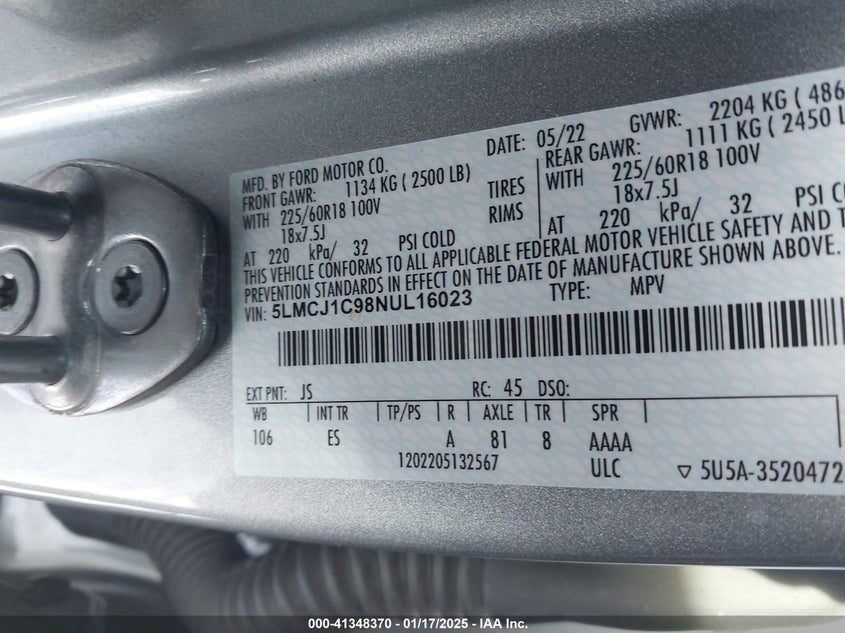 MFD. BY FORD MOTOR CO. DATE: 05/22 GVWR: 2204 KG ( 486
FRONT GAWR: 1134 KG ( 2500 LB) REAR GAWR: 1111 KG ( 2450 L
WITH 225/60R18 100V TIRES WITH 225/60R18 100V
18x7.5J RIMS 18x7.5J
AT 220 kPa/ 32 PSI COLD AT 220 kPa/ 32 PSI CO
THIS VEHICLE CONFORMS TO ALL APPLICABLE FEDERAL MOTOR VEHICLE SAFETY AND T
PREVENTION STANDARDS IN EFFECT ON THE DATE OF MANUFACTURE SHOWN ABOVE.
VIN: 5LMCJ1C98NUL16023 TYPE: MPV
EXT PNT: JS RC: 45 DSO:
WB INT TR TP/PS R AXLE TR SPR
106 ES A 81 8 AAAA
1202205132567 ULC ▽ 5U5A-3520472
000-41348370 - 01/17/2025 - IAA Inc.